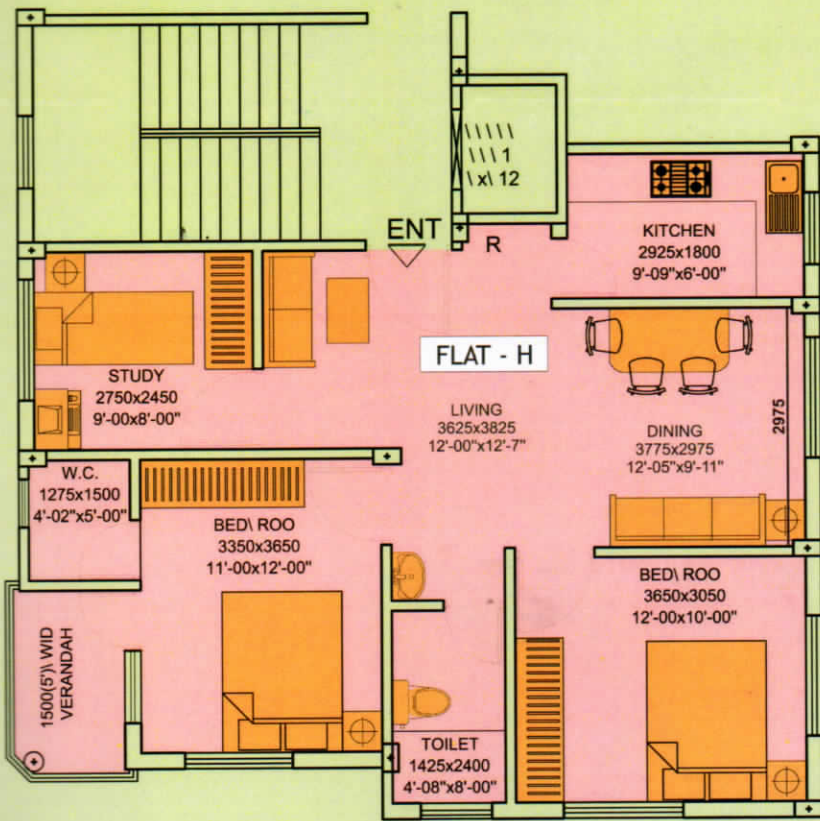 \\\\\
\\\ 1
\x\ 12
ENT
R
KITCHEN
2925x1800
9'-09"x6'-00"
FLAT - H
STUDY
2750x2450
9'-00x8'-00"
LIVING
3625x3825
12'-00"x12'-7"
DINING
3775x2975
12'-05"x9'-11"
2975
W.C.
1275x1500
4'-02"x5'-00"
BED\ ROO
3350x3650
11'-00x12'-00"
BED\ ROO
3650x3050
12'-00x10'-00"
1500(5')\ WID
VERANDAH
TOILET
1425x2400
4'-08"x8'-00"